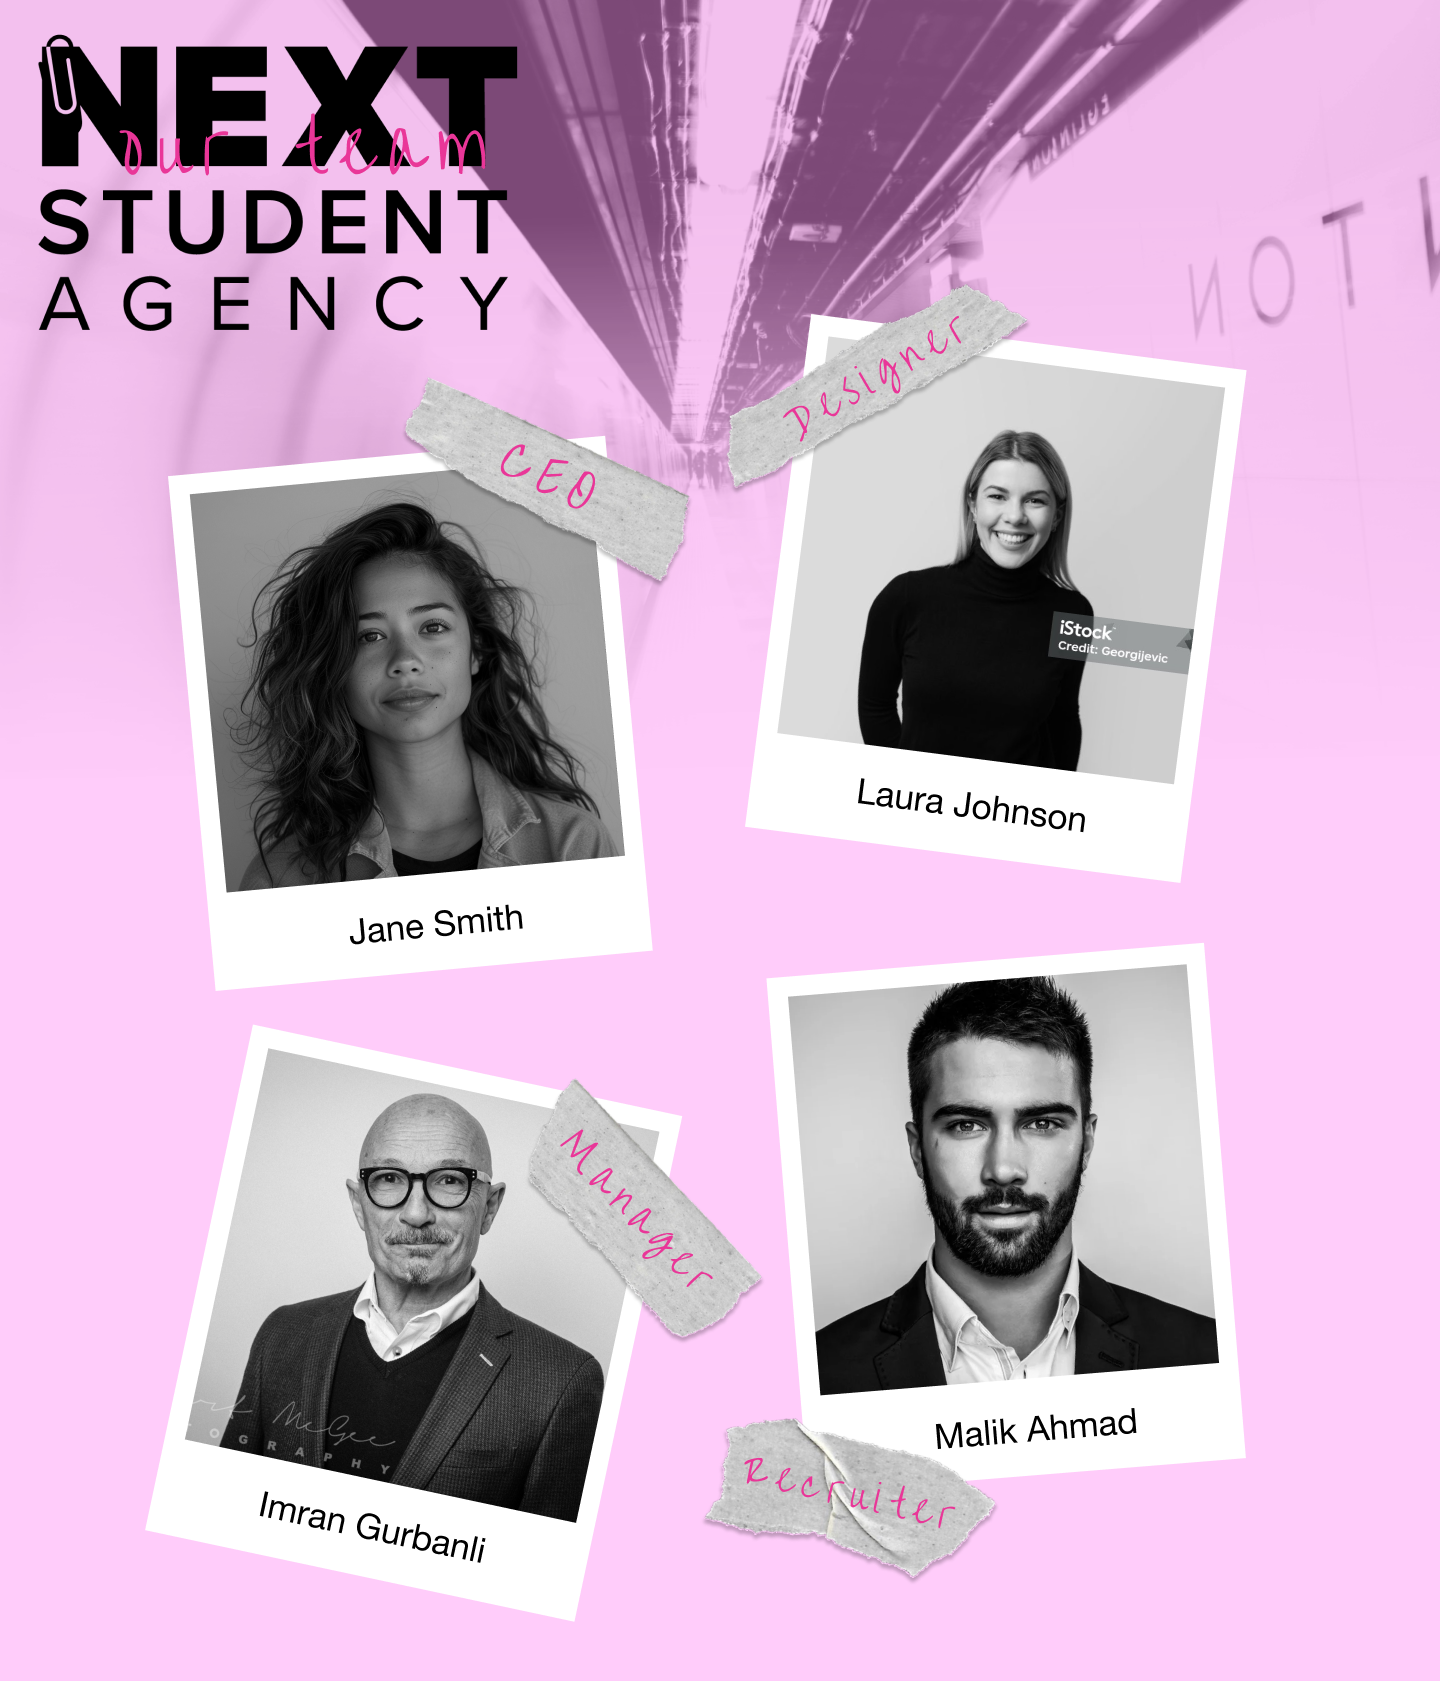 NEXT
our team
STUDENT
AGENCY
EGLINTON
CEO
Jane Smith
Designer
iStock
Credit: Georgijevic
Laura Johnson
Manager
Imran Gurbanli
Malik Ahmad
Recruiter